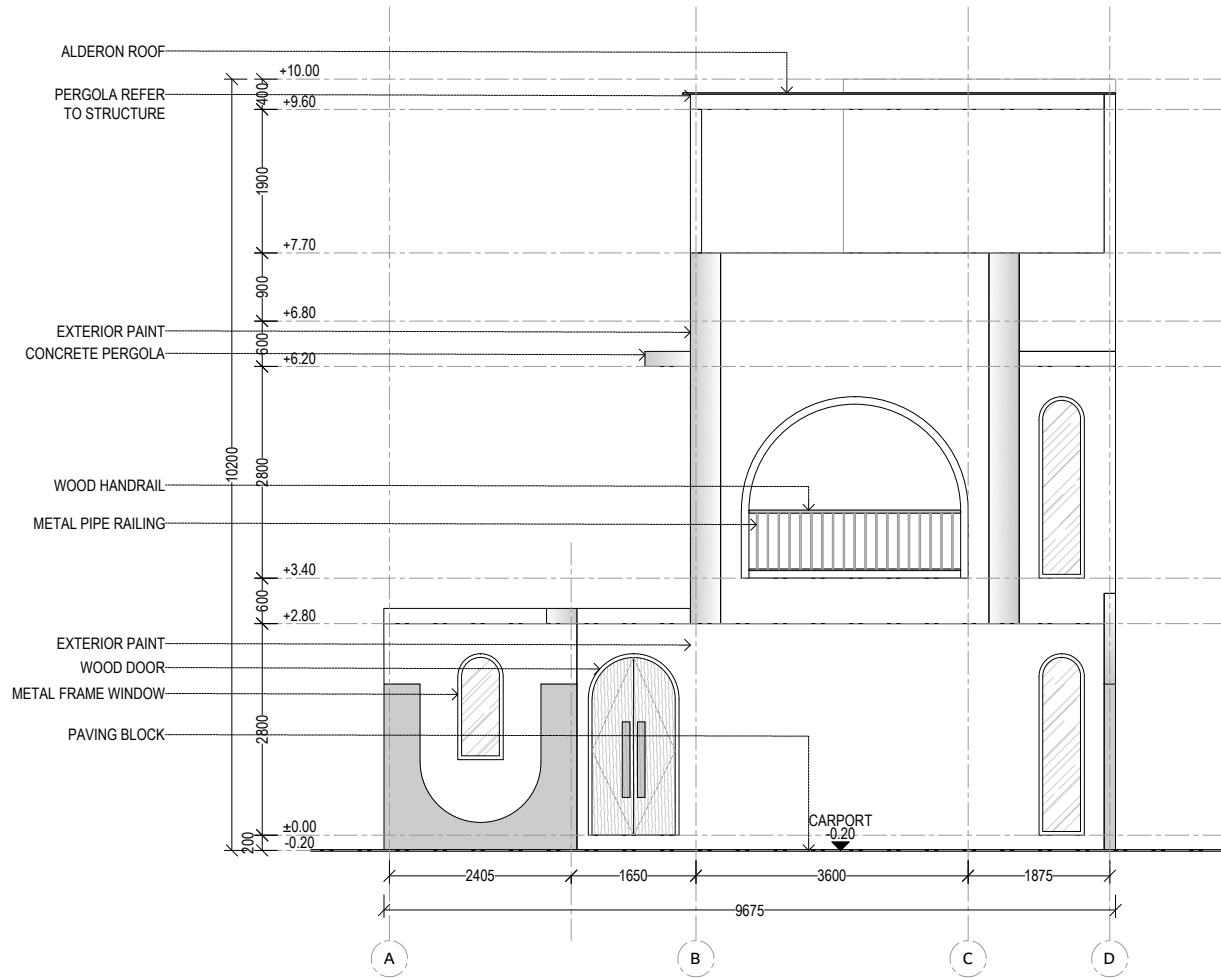 ALDERON ROOF
+10.00
PERGOLA REFER
TO STRUCTURE
400
+9.60
1900
+7.70
900
+6.80
EXTERIOR PAINT
600
CONCRETE PERGOLA
+6.20
10200
2800
WOOD HANDRAIL
METAL PIPE RAILING
+3.40
600
+2.80
EXTERIOR PAINT
WOOD DOOR
METAL FRAME WINDOW
2800
PAVING BLOCK
CARPORT
-0.20
±0.00
-0.20
200
2405
1650
3600
1875
9675
A
B
C
D